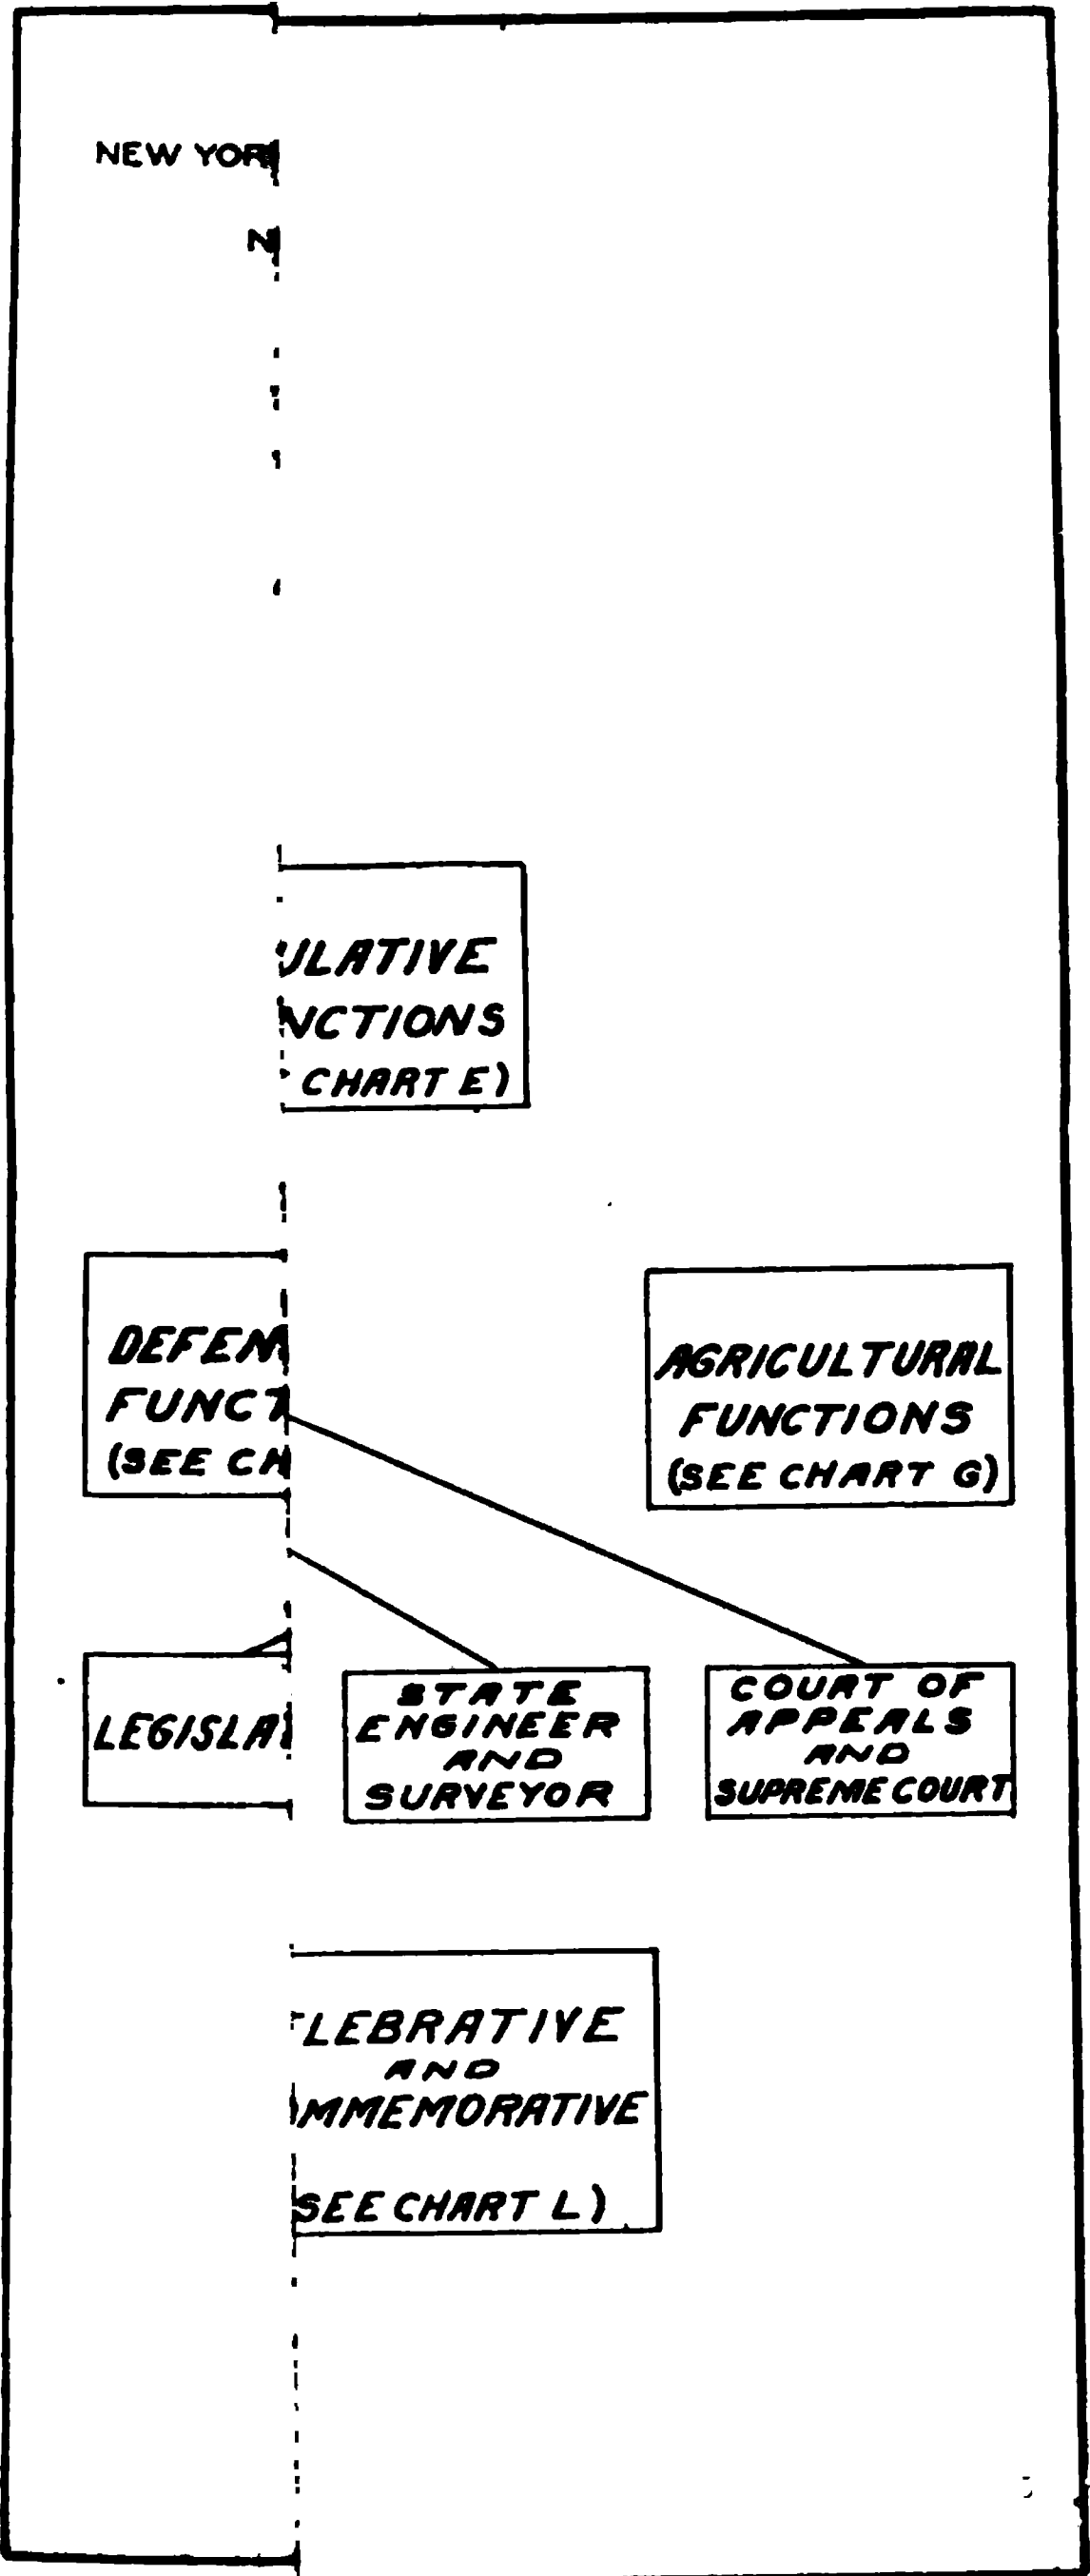 NEW YOR
N
ULATIVE
NCTIONS
CHART E)
DEFEN
FUNCT
(SEE CH
AGRICULTURAL
FUNCTIONS
(SEE CHART G)
LEGISLA
STATE
ENGINEER
AND
SURVEYOR
COURT OF
APPEALS
AND
SUPREME COURT
LEBRATIVE
AND
MMEMORATIVE
SEE CHART L)